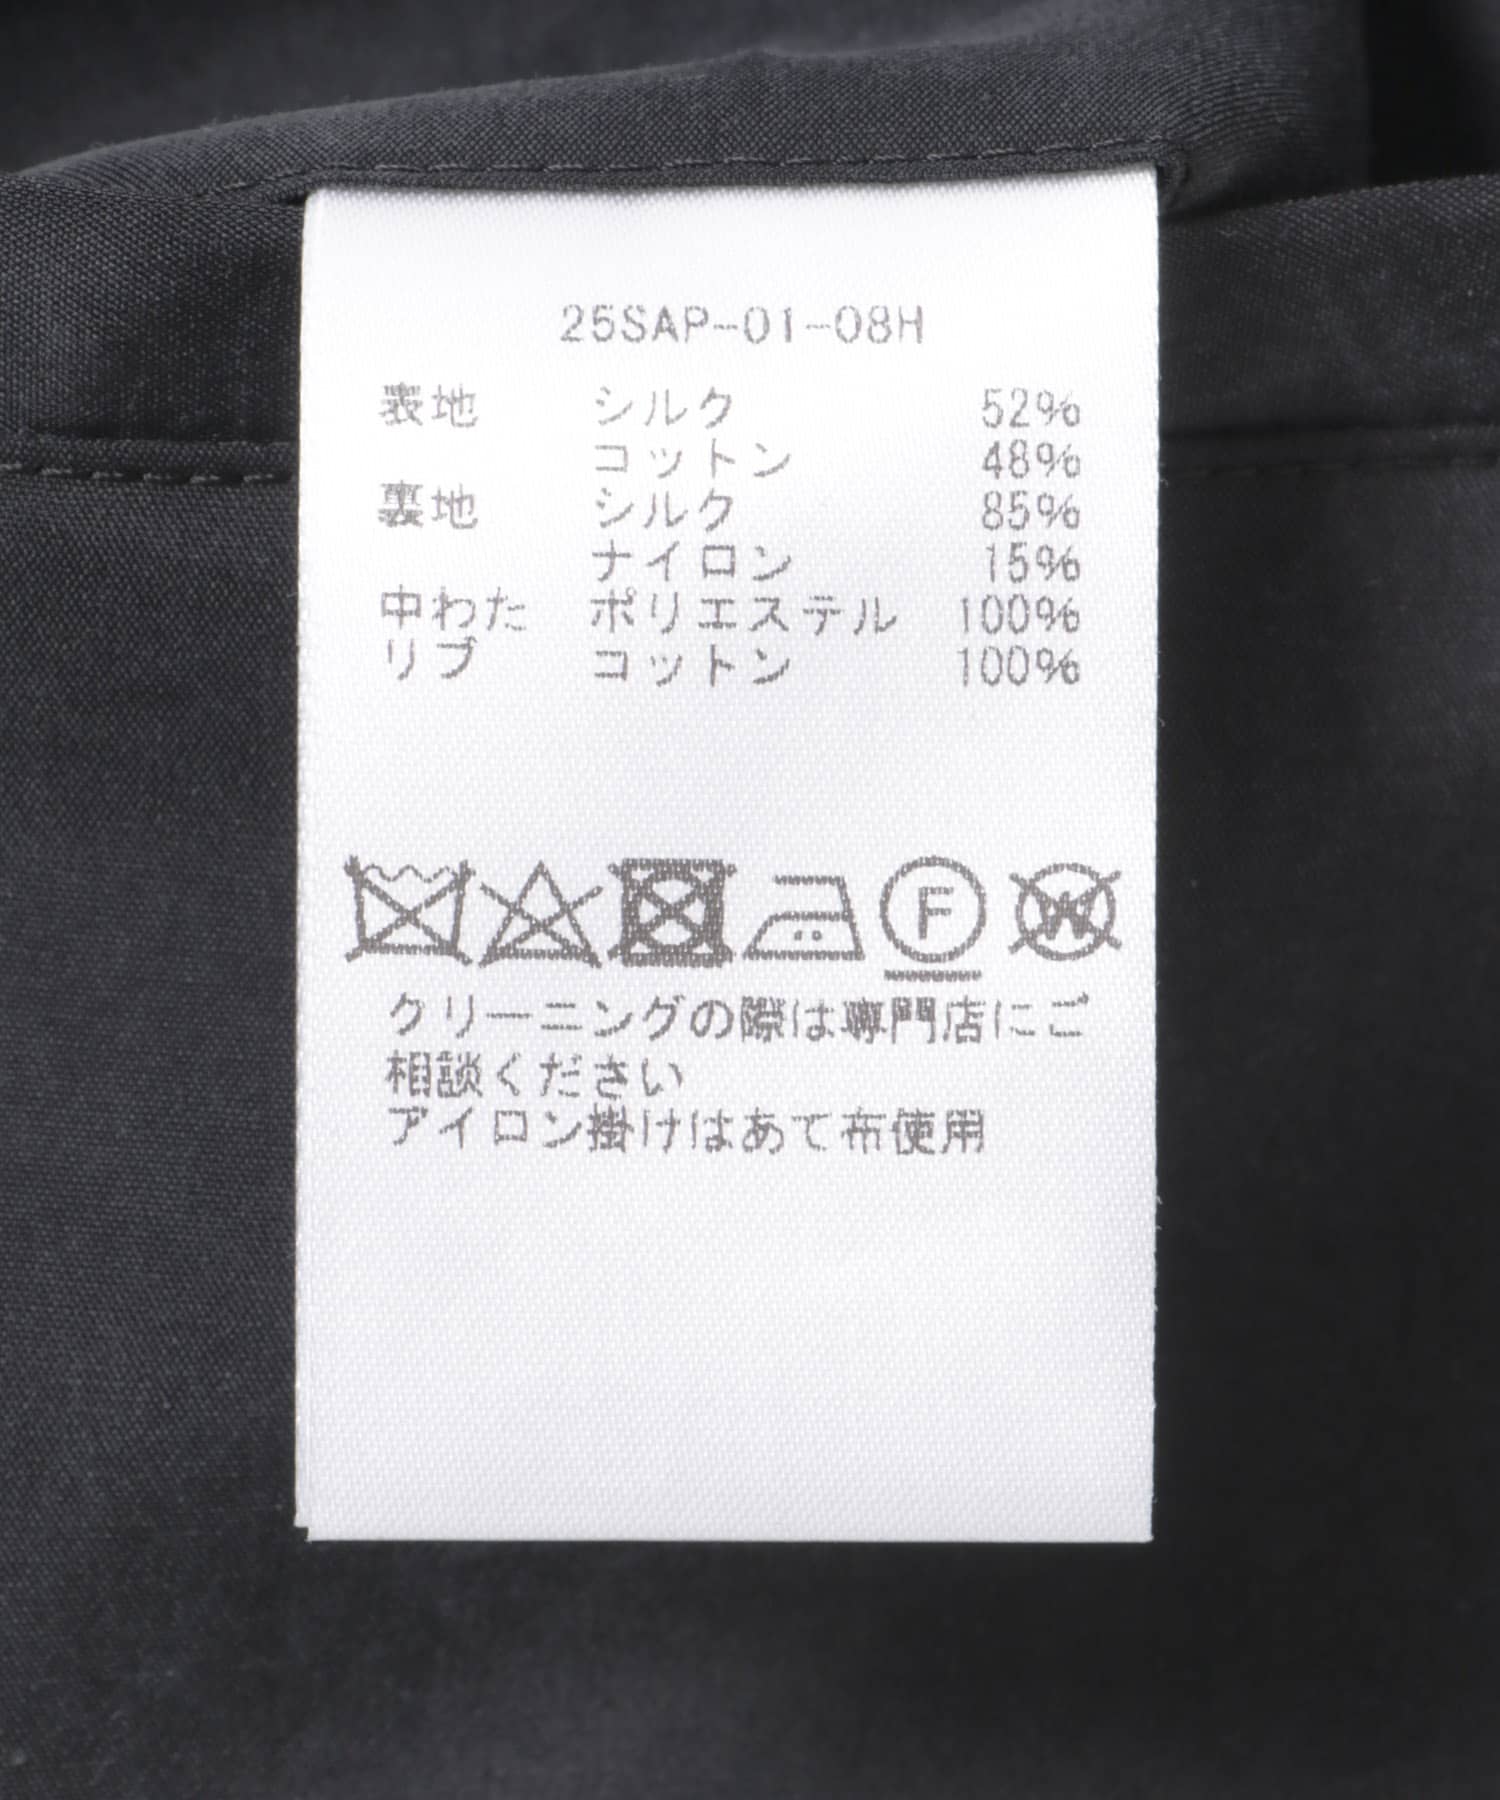 25SAP-01-08H
表地 シルク 52%
コットン 48%
裏地 シルク 85%
ナイロン 15%
中わた ポリエステル 100%
リブ コットン 100%
F W
クリーニングの際は専門店にご
相談ください
アイロン掛けはあて布使用